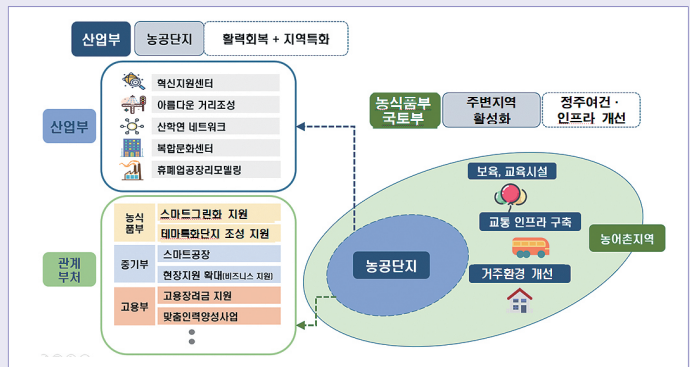 산업부
농공단지
활력회복 + 지역특화
산업부
혁신지원센터
아름다운 거리조성
산학연 네트워크
복합문화센터
휴폐업공장리모델링
관계
부처
농식
품부
스마트그린화 지원
테마특화단지 조성 지원
중기부
스마트공장
현장지원 확대(비즈니스 지원)
고용부
고용장려금 지원
맞춤인력양성사업
농식품부
국토부
주변지역
활성화
정주여건 ·
인프라 개선
보육, 교육시설
교통 인프라 구축
거주환경 개선
농공단지
농어촌지역